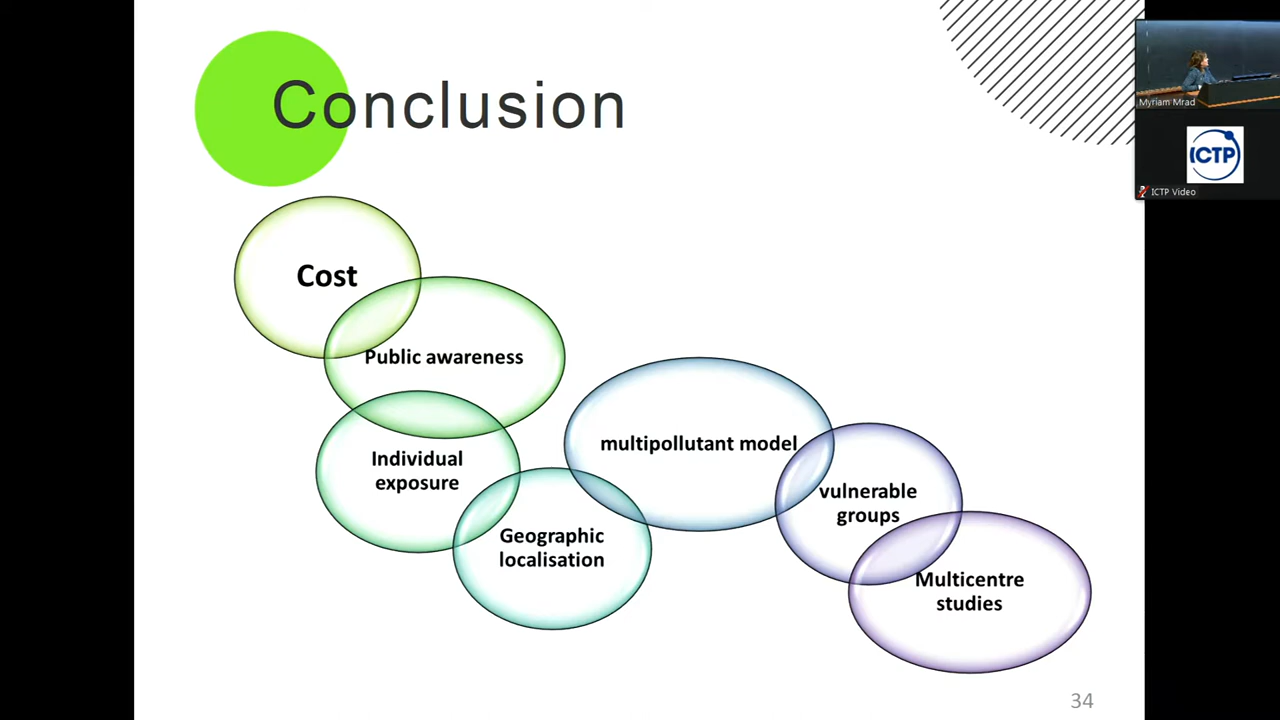 Conclusion
Cost
Public awareness
Individual
exposure
Geographic
localisation
multipollutant model
vulnerable
groups
Multicentre
studies
34
Myriam Mrad
ICTP
ICTP Video